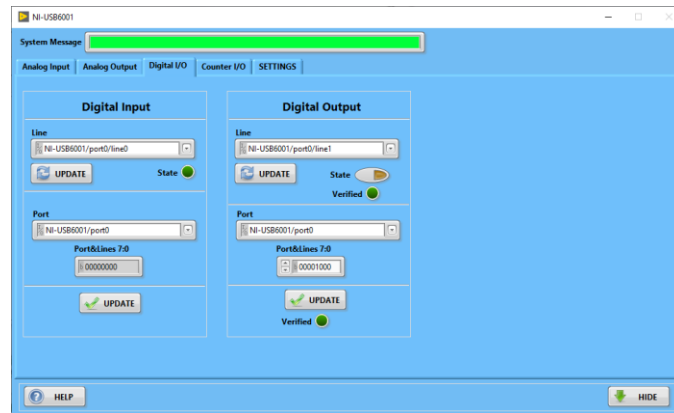 NI-USB6001
System Message
Analog Input Analog Output Digital I/O Counter I/O SETTINGS
Digital Input
Line
NI-USB6001/port0/line0
UPDATE State
Port
NI-USB6001/port0
Port&Lines 7:0
00000000
UPDATE
Digital Output
Line
NI-USB6001/port0/line1
UPDATE State
Verified
Port
NI-USB6001/port0
Port&Lines 7:0
00001000
UPDATE
Verified
HELP HIDE